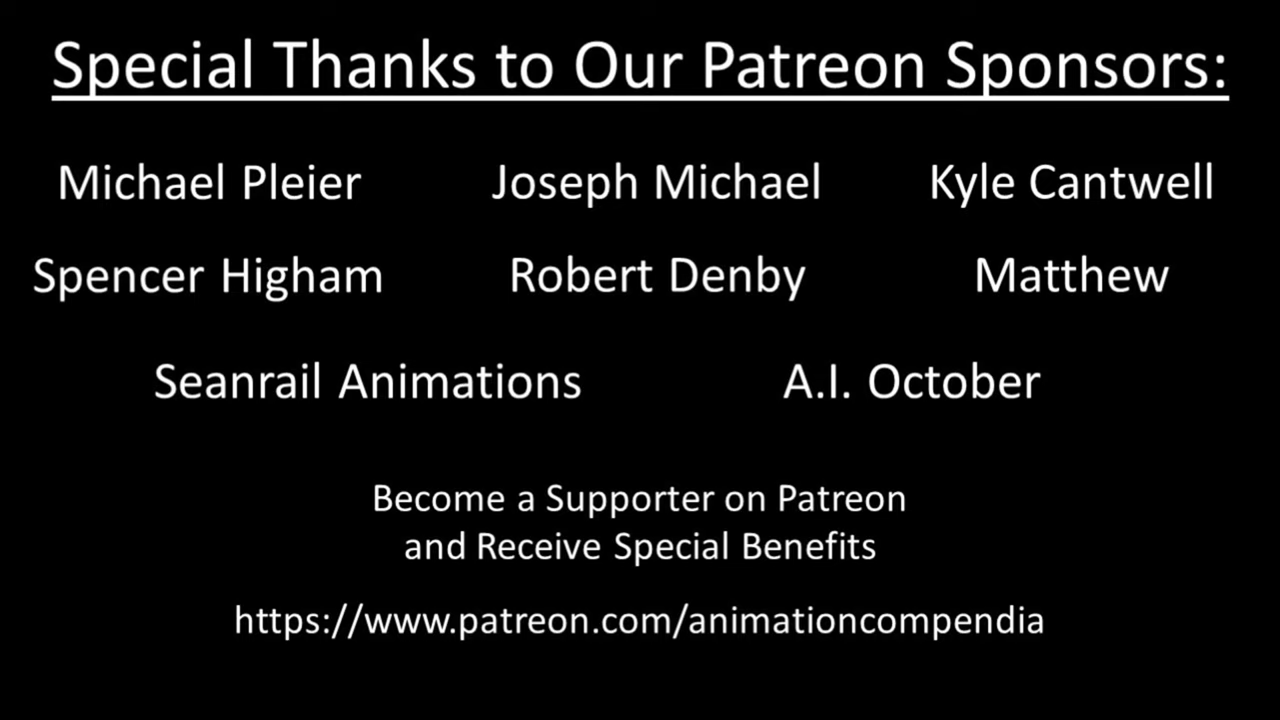 Special Thanks to Our Patreon Sponsors:
Michael Pleier Joseph Michael Kyle Cantwell
Spencer Higham Robert Denby Matthew
Seanrail Animations A.I. October
Become a Supporter on Patreon
and Receive Special Benefits
https://www.patreon.com/animationcompendia